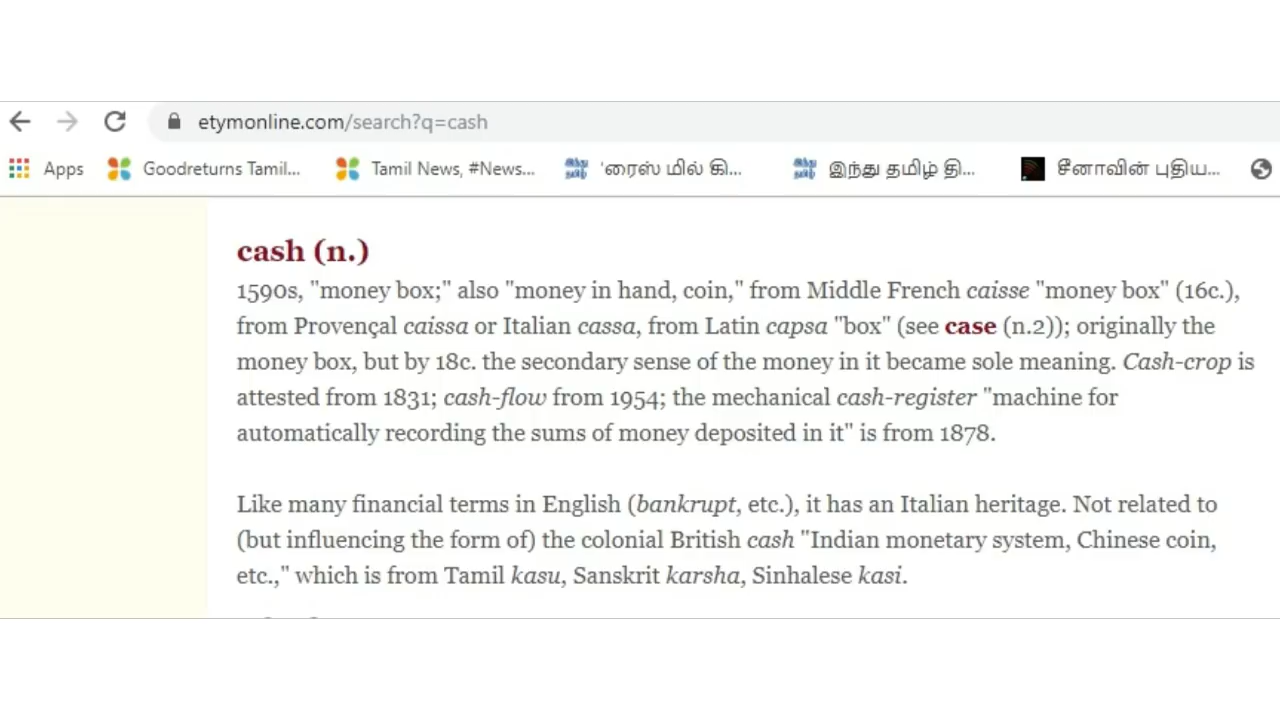 etymonline.com/search?q=cash
Apps Goodreturns Tamil... Tamil News, #News... 'ரைஸ் மில் கி... இந்து தமிழ் தி... சீனாவின் புதிய...
cash (n.)
1590s, "money box;" also "money in hand, coin," from Middle French caisse "money box" (16c.),
from Provençal caissa or Italian cassa, from Latin capsa "box" (see case (n.2)); originally the
money box, but by 18c. the secondary sense of the money in it became sole meaning. Cash-crop is
attested from 1831; cash-flow from 1954; the mechanical cash-register "machine for
automatically recording the sums of money deposited in it" is from 1878.
Like many financial terms in English (bankrupt, etc.), it has an Italian heritage. Not related to
(but influencing the form of) the colonial British cash "Indian monetary system, Chinese coin,
etc.," which is from Tamil kasu, Sanskrit karsha, Sinhalese kasi.